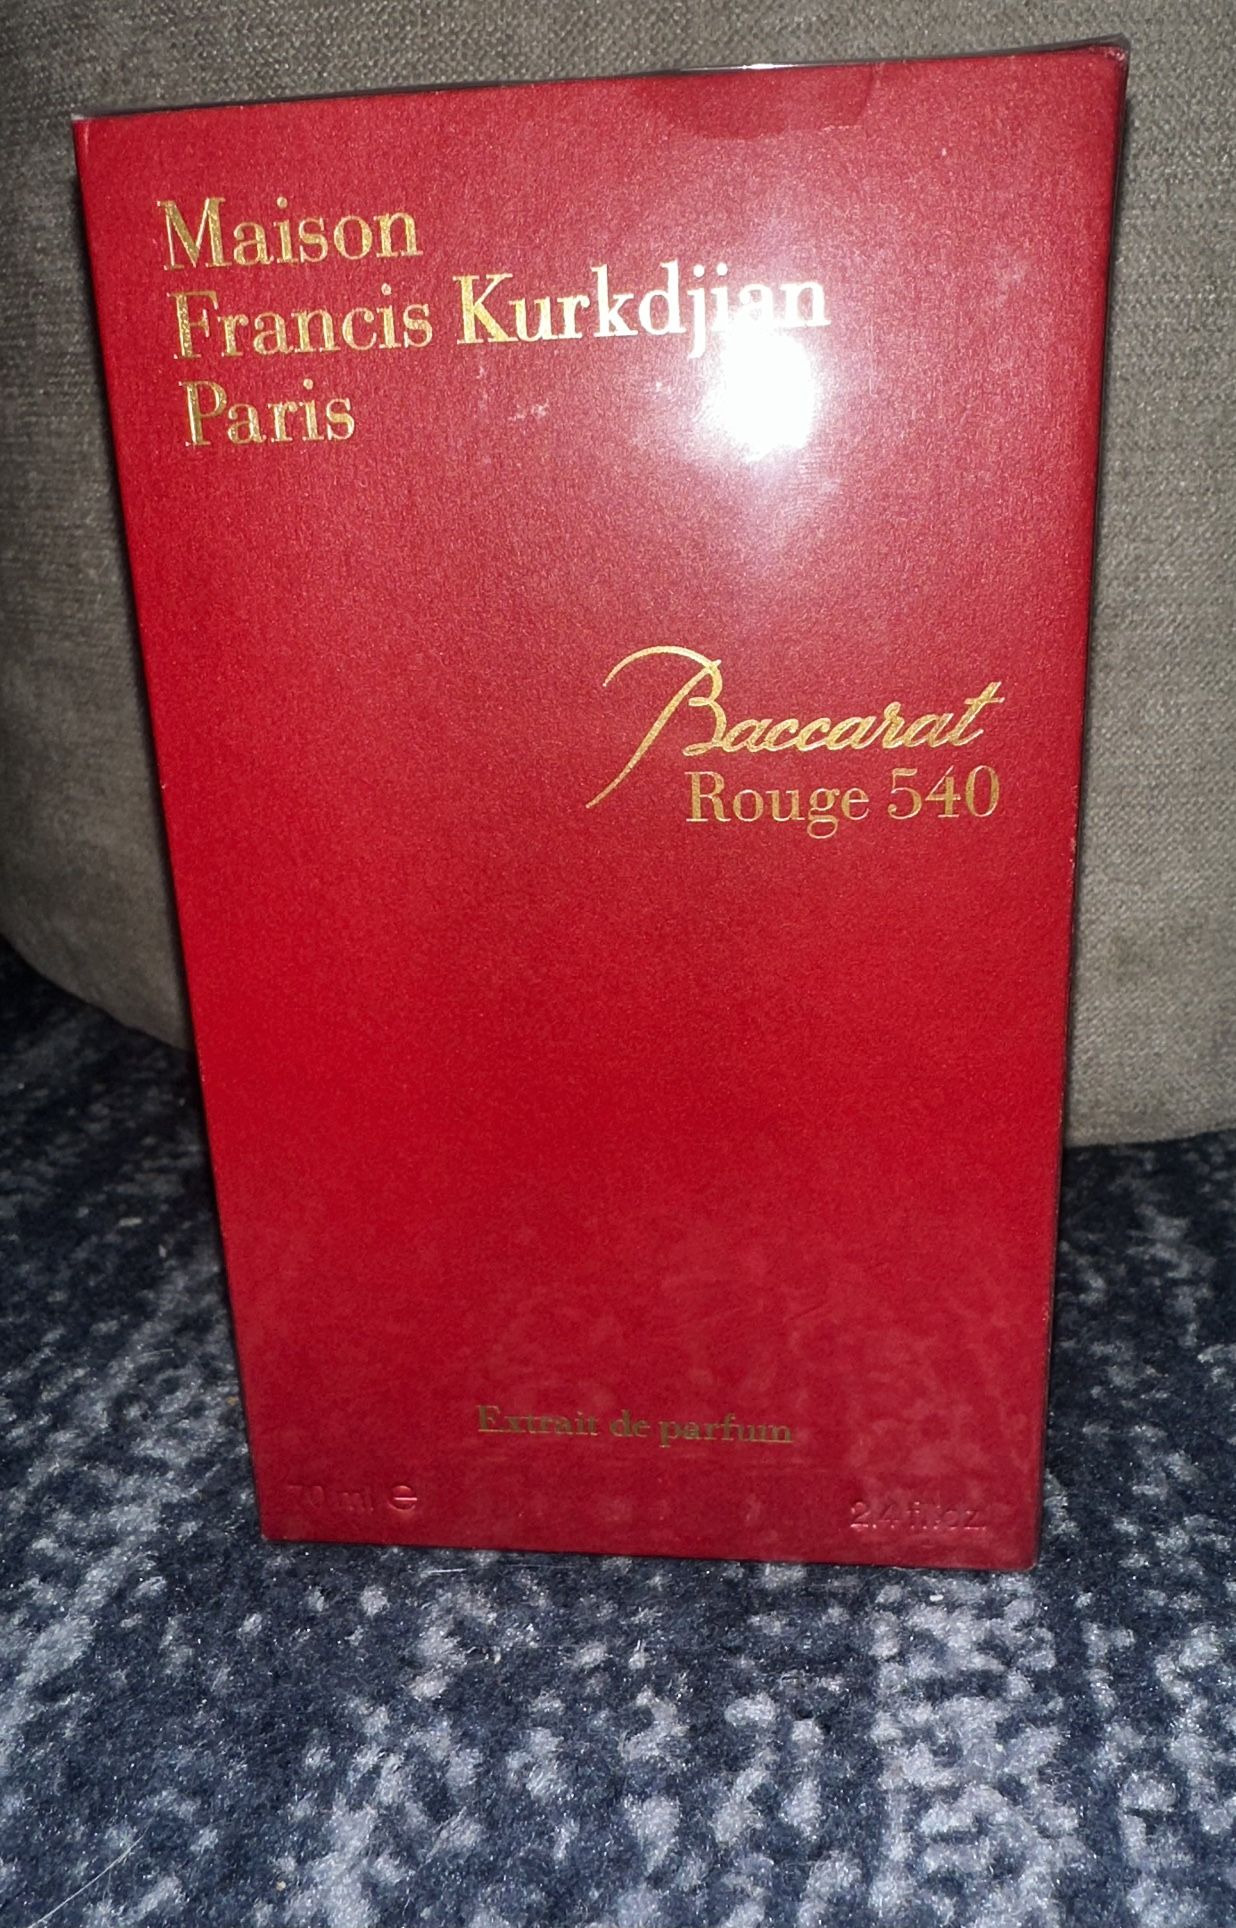 Maison
Francis Kurkdjian
Paris
Baccarat
Rouge 540
Extrait de parfum
70 ml ℮ 2.4 fl.oz.